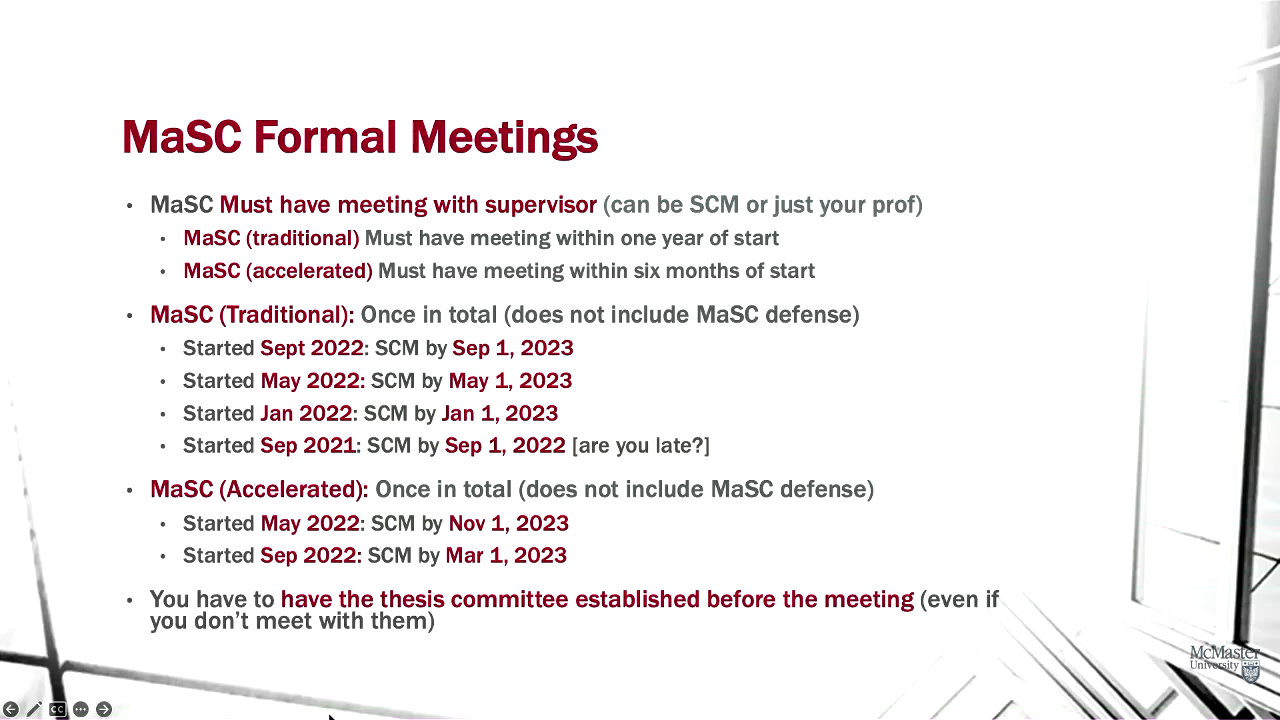 MaSC Formal Meetings
• MaSC Must have meeting with supervisor (can be SCM or just your prof)
• MaSC (traditional) Must have meeting within one year of start
• MaSC (accelerated) Must have meeting within six months of start
• MaSC (Traditional): Once in total (does not include MaSC defense)
• Started Sept 2022: SCM by Sep 1, 2023
• Started May 2022: SCM by May 1, 2023
• Started Jan 2022: SCM by Jan 1, 2023
• Started Sep 2021: SCM by Sep 1, 2022 [are you late?]
• MaSC (Accelerated): Once in total (does not include MaSC defense)
• Started May 2022: SCM by Nov 1, 2023
• Started Sep 2022: SCM by Mar 1, 2023
• You have to have the thesis committee established before the meeting (even if
you don’t meet with them)
McMaster
University
CC